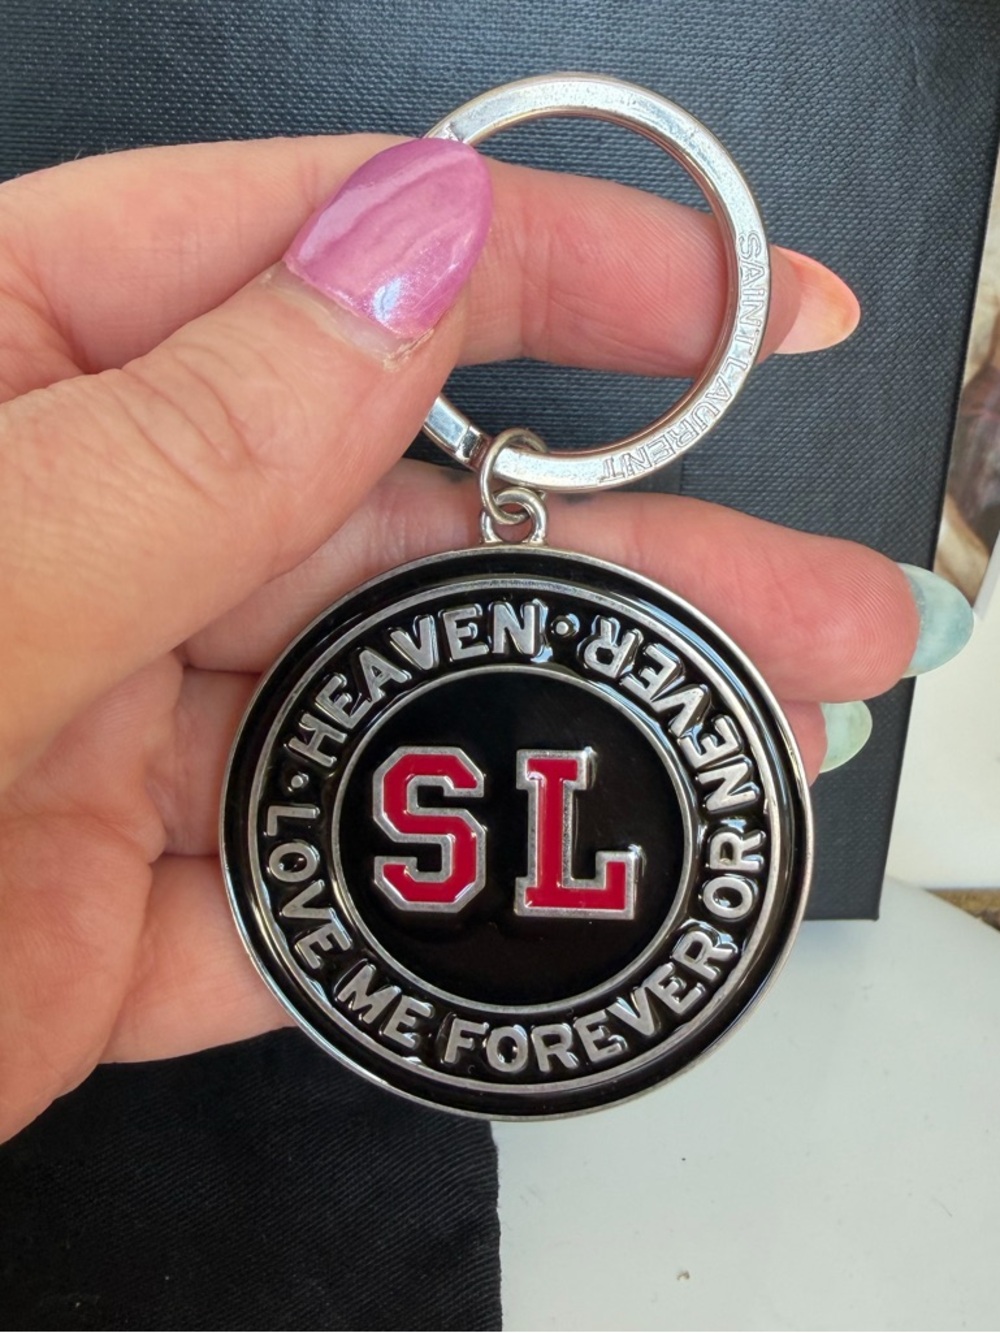 SAINT LAURENT
HEAVEN · LOVE ME FOREVER OR NEVER ·
SL